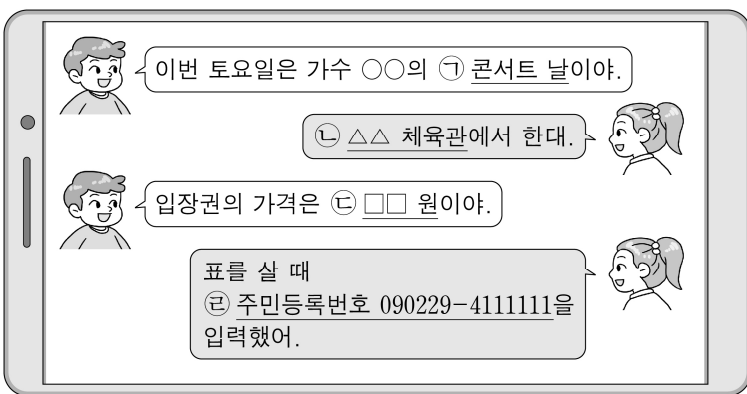 이번 토요일은 가수 ○○의 ㉠ 콘서트 날이야.
㉡ △△ 체육관에서 한대.
입장권의 가격은 ㉢ □□ 원이야.
표를 살 때
㉣ 주민등록번호 090229-4111111을
입력했어.